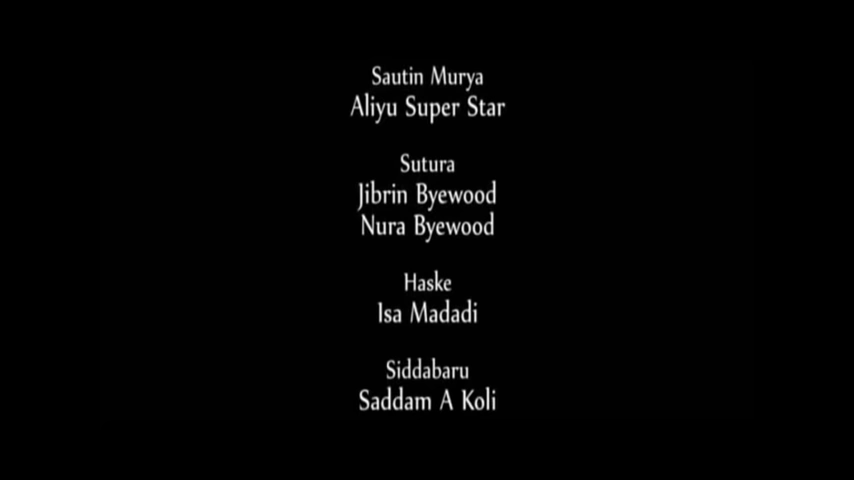 Sautin Murya
Aliyu Super Star
Sutura
Jibrin Byewood
Nura Byewood
Haske
Isa Madadi
Siddabaru
Saddam A Koli